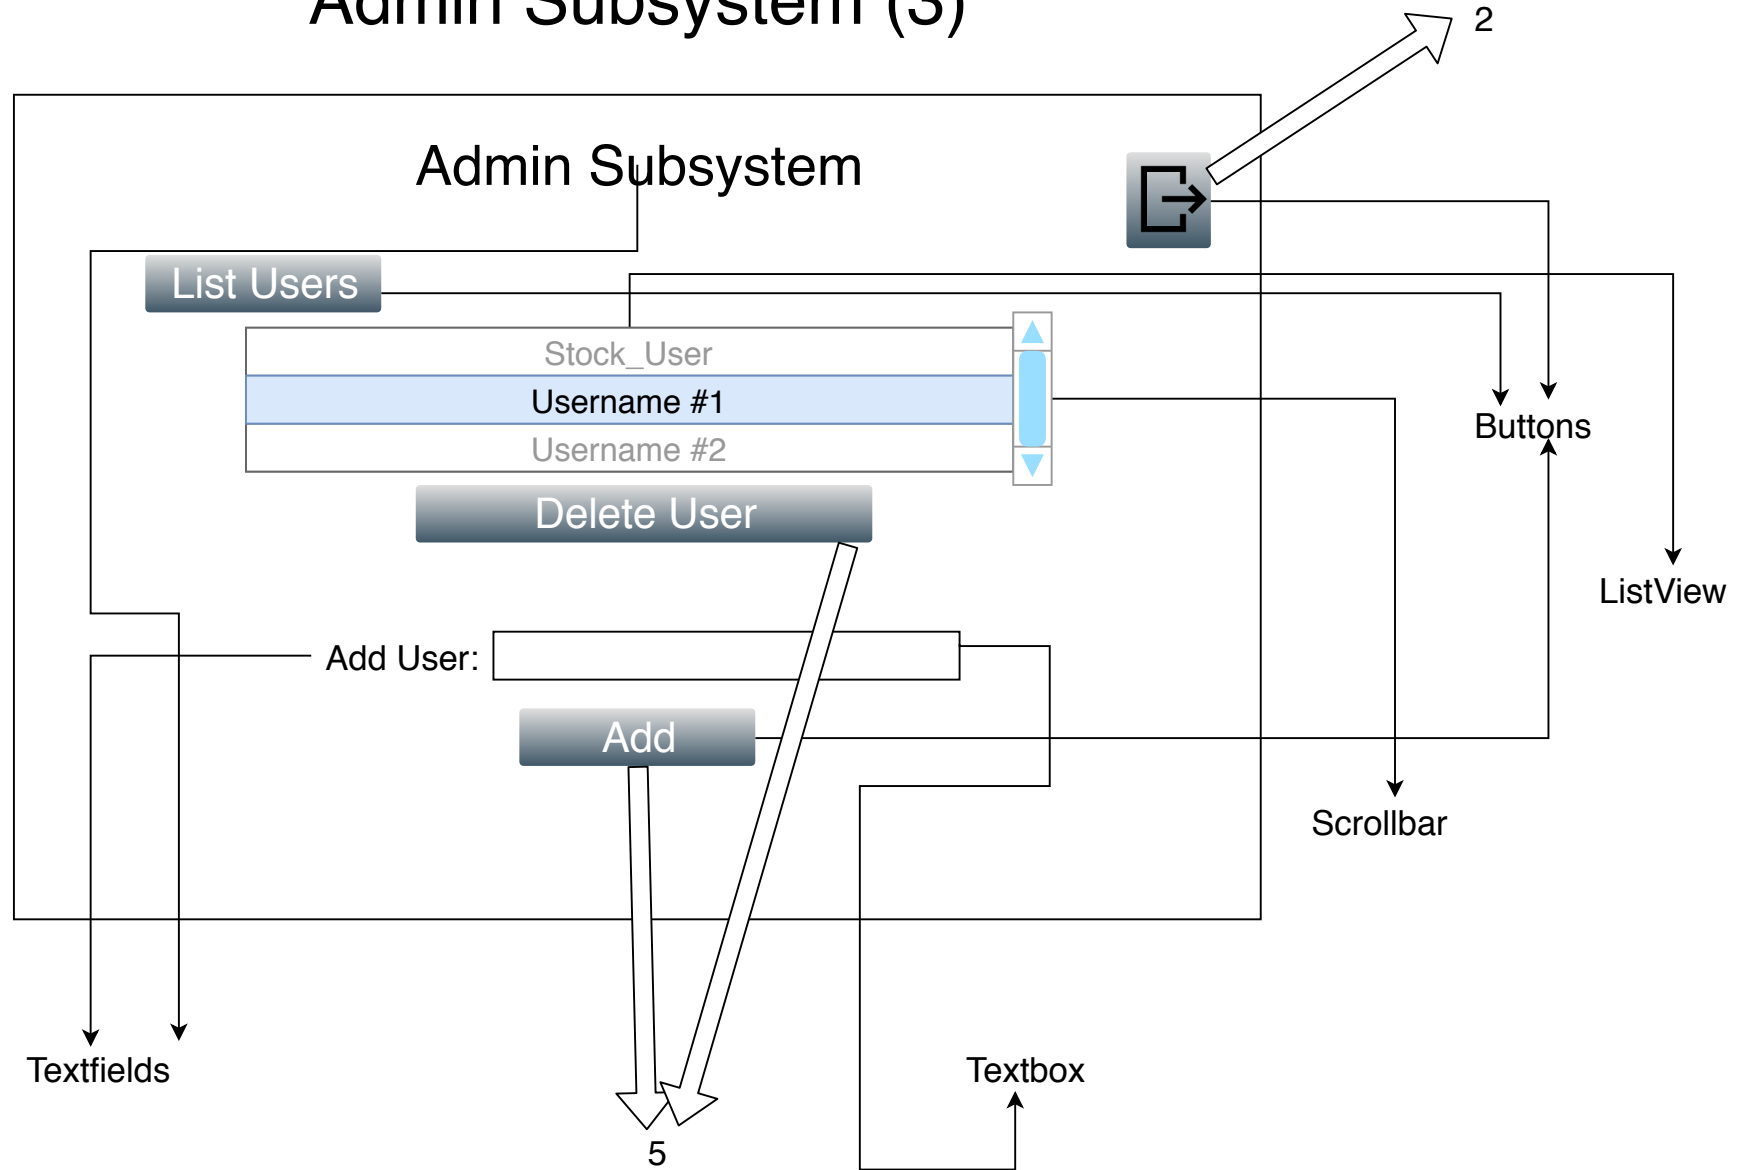 Admin Subsystem (3)
2
Admin Subsystem
List Users
Stock_User
Username #1
Username #2
Buttons
Delete User
ListView
Add User:
Add
Scrollbar
Textfields
Textbox
5